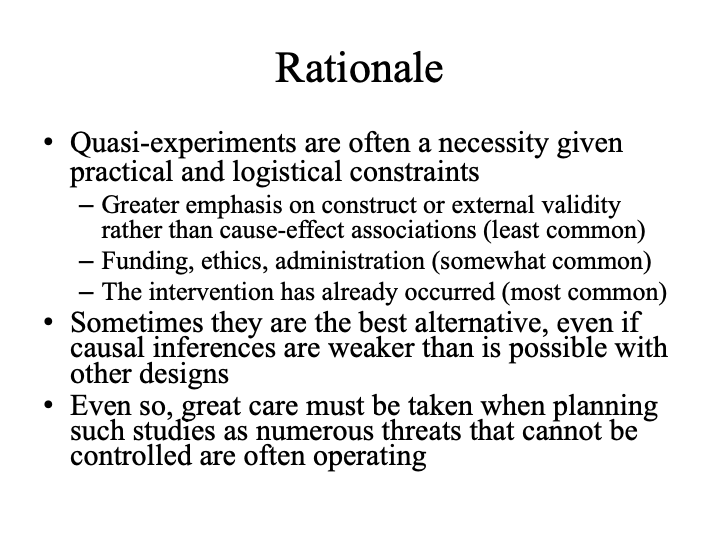 Rationale
• Quasi-experiments are often a necessity given
practical and logistical constraints
– Greater emphasis on construct or external validity
rather than cause-effect associations (least common)
– Funding, ethics, administration (somewhat common)
– The intervention has already occurred (most common)
• Sometimes they are the best alternative, even if
causal inferences are weaker than is possible with
other designs
• Even so, great care must be taken when planning
such studies as numerous threats that cannot be
controlled are often operating